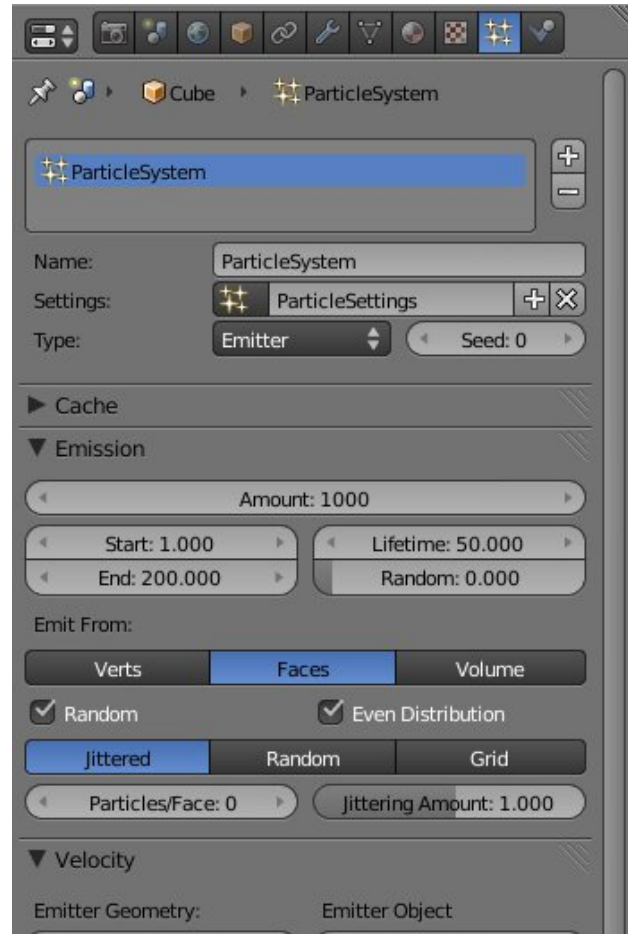 Cube ParticleSystem
ParticleSystem
Name: ParticleSystem
Settings: ParticleSettings
Type: Emitter Seed: 0
Cache
Emission
Amount: 1000
Start: 1.000 Lifetime: 50.000
End: 200.000 Random: 0.000
Emit From:
Verts Faces Volume
Random Even Distribution
Jittered Random Grid
Particles/Face: 0 Jittering Amount: 1.000
Velocity
Emitter Geometry: Emitter Object